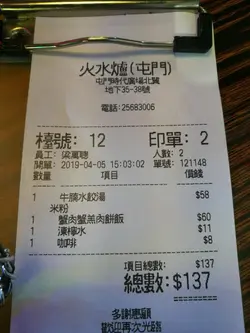 火水爐(屯門)
屯門時代廣場北翼
地下35-38號
電話:25683006
檯號: 12 印單: 2
員工: 梁萬聰 人數: 2
開單: 2019-04-05 15:03:02 單號: 121148
數量 項目 價錢
1 牛𦟌水餃湯 $58
米粉
1 蟹肉蟹羔肉餅飯 $60
1 凍檸水 $11
1 咖啡 $8
項目總數: $137
總數: $137
多謝惠顧
歡迎再次光臨